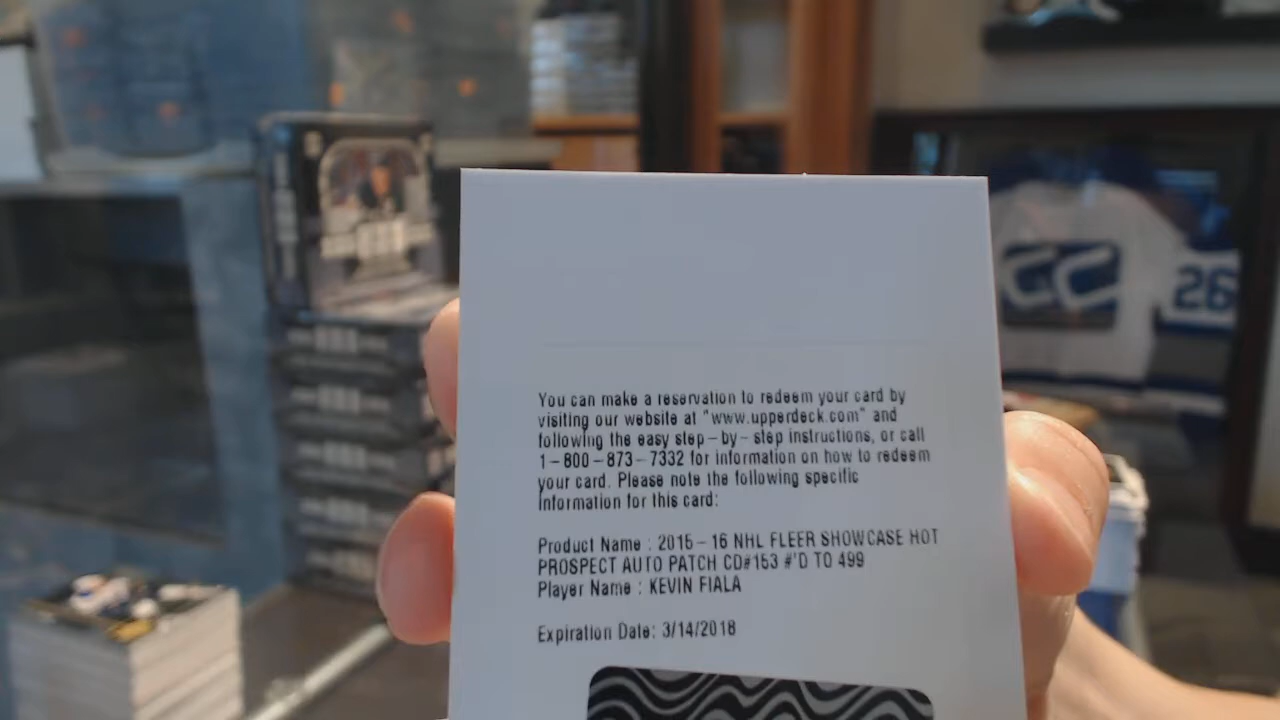 You can make a reservation to redeem your card by
visiting our website at "www.upperdeck.com" and
following the easy step – by – step instructions, or call
1 – 800 – 873 – 7332 for information on how to redeem
your card. Please note the following specific
information for this card:
Product Name : 2015 – 16 NHL FLEER SHOWCASE HOT
PROSPECT AUTO PATCH CD#153 #'D TO 499
Player Name : KEVIN FIALA
Expiration Date: 3/14/2018
26